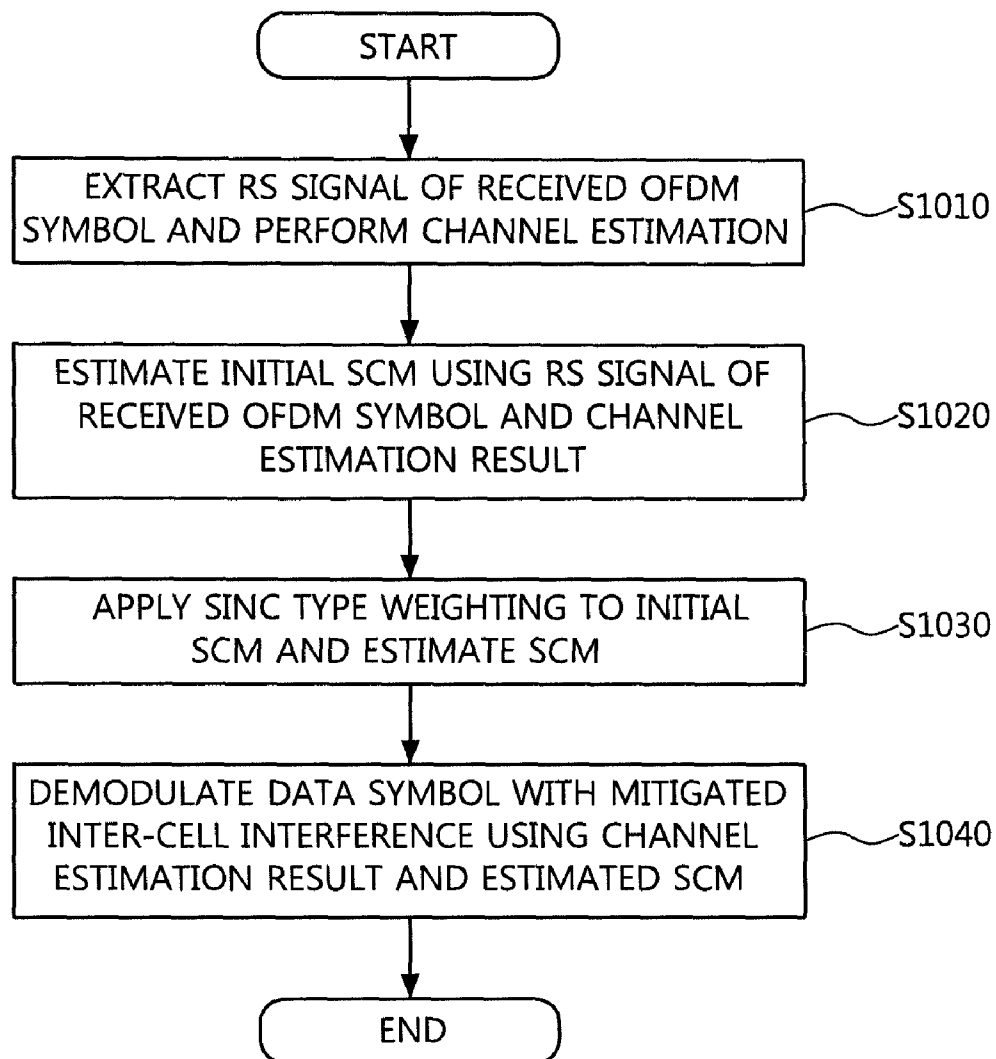 START
EXTRACT RS SIGNAL OF RECEIVED OFDM
SYMBOL AND PERFORM CHANNEL ESTIMATION
S1010
ESTIMATE INITIAL SCM USING RS SIGNAL OF
RECEIVED OFDM SYMBOL AND CHANNEL
ESTIMATION RESULT
S1020
APPLY SINC TYPE WEIGHTING TO INITIAL
SCM AND ESTIMATE SCM
S1030
DEMODULATE DATA SYMBOL WITH MITIGATED
INTER-CELL INTERFERENCE USING CHANNEL
ESTIMATION RESULT AND ESTIMATED SCM
S1040
END